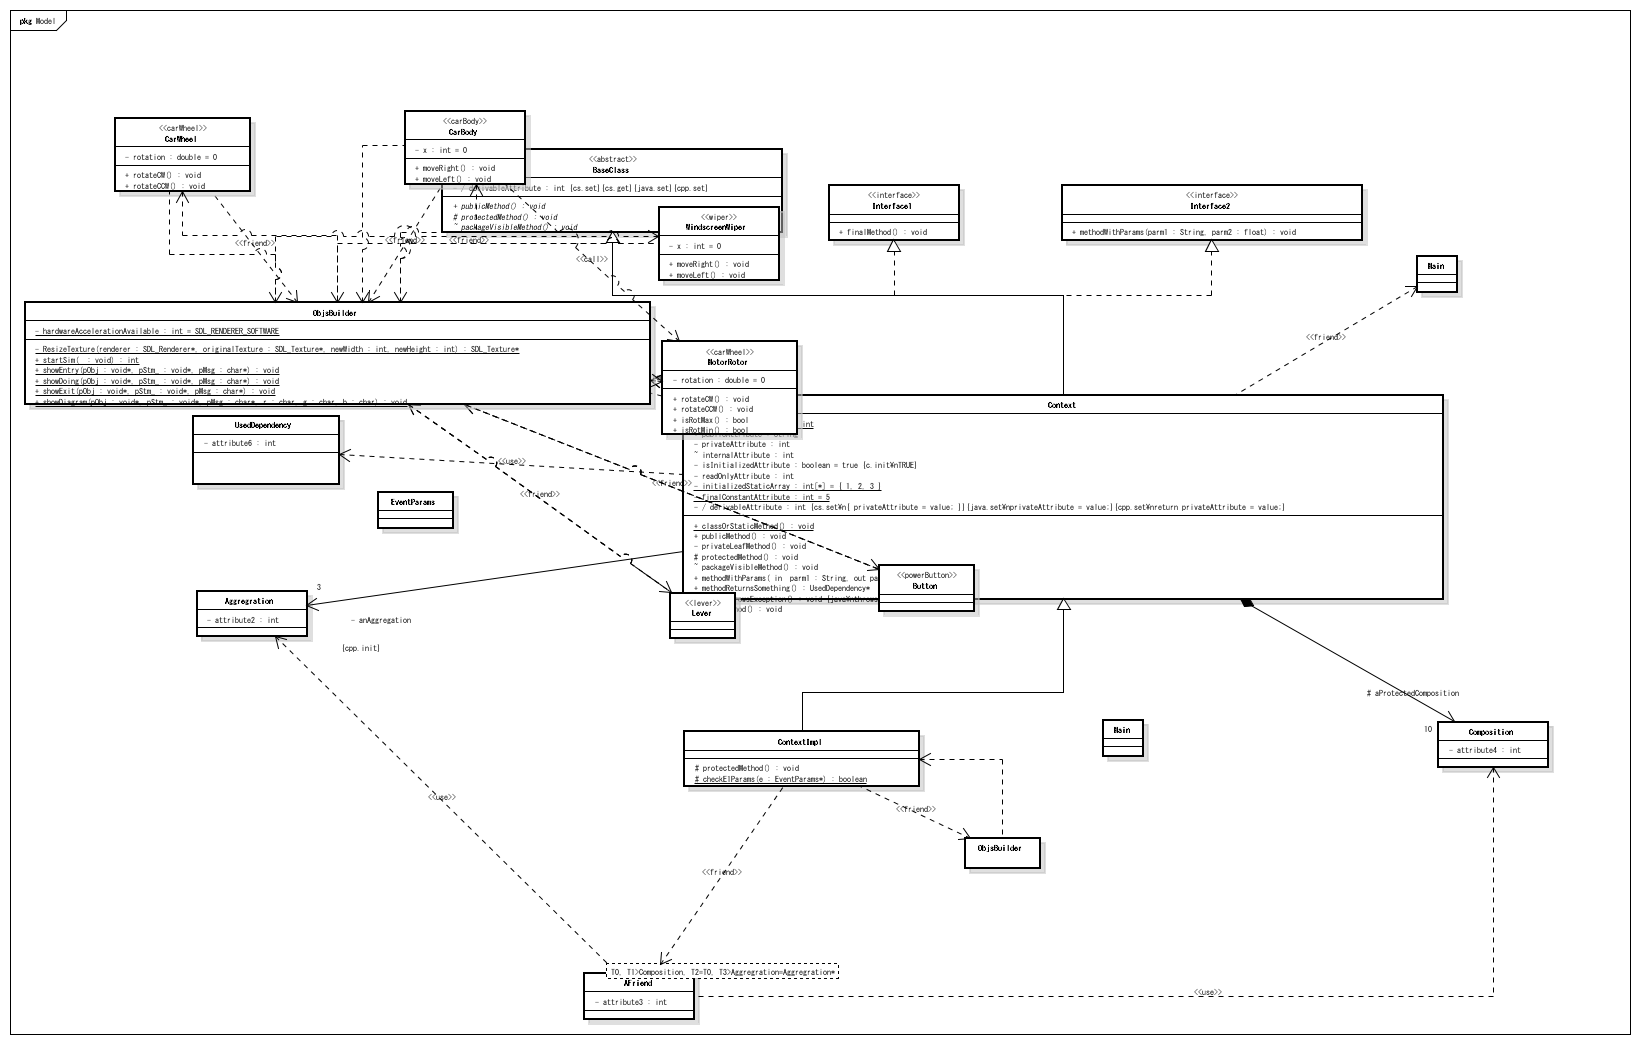 pkg Model
<<carWheel>>
CarWheel
- rotation : double = 0
+ rotateCW() : void
+ rotateCCW() : void
<<carBody>>
CarBody
- x : int = 0
+ moveRight() : void
+ moveLeft() : void
<<abstract>>
BaseClass
- / derivableAttribute : int [cs.set][cs.get][java.set][cpp.set]
+ publicMethod() : void
# protectedMethod() : void
~ packageVisibleMethod() : void
<<wiper>>
WindscreenWiper
- x : int = 0
+ moveRight() : void
+ moveLeft() : void
<<interface>>
Interface1
+ finalMethod() : void
<<interface>>
Interface2
+ methodWithParams(parm1 : String, parm2 : float) : void
Main
<<friend>>
<<friend>>
<<friend>>
<<call>>
<<friend>>
ObjsBuilder
- hardwareAccelerationAvailable : int = SDL_RENDERER_SOFTWARE
- ResizeTexture(renderer : SDL_Renderer*, originalTexture : SDL_Texture*, newWidth : int, newHeight : int) : SDL_Texture*
+ startSim( : void) : int
+ showEntry(pObj : void*, pStm_ : void*, pMsg : char*) : void
+ showDoing(pObj : void*, pStm_ : void*, pMsg : char*) : void
+ showExit(pObj : void*, pStm_ : void*, pMsg : char*) : void
+ showDiagram(pObj : void*, pStm_ : void*, pMsg : char*, r : char, g : char, b : char) : void
<<carWheel>>
MotorRotor
- rotation : double = 0
+ rotateCW() : void
+ rotateCCW() : void
+ isRotMax() : bool
+ isRotMin() : bool
Context
int
- privateAttribute : int
~ internalAttribute : int
- isInitializedAttribute : boolean = true [c.init¥nTRUE]
- readOnlyAttribute : int
- initializedStaticArray : int[*] = { 1, 2, 3 }
- finalConstantAttribute : int = 5
- / derivableAttribute : int [cs.set¥n{ privateAttribute = value; }][java.set¥nprivateAttribute = value;][cpp.set¥nreturn privateAttribute = value;]
+ classOrStaticMethod() : void
+ publicMethod() : void
- privateLeafMethod() : void
# protectedMethod() : void
~ packageVisibleMethod() : void
+ methodWithParams( in parm1 : String, out pa
+ methodReturnsSomething() : UsedDependency*
wsException() : void [java¥nthrows
hod() : void
UsedDependency
- attribute6 : int
<<use>>
<<friend>>
<<friend>>
EventParams
<<powerButton>>
Button
<<lever>>
Lever
3
Aggregration
- attribute2 : int
- anAggregation
[cpp.init]
# aProtectedComposition
10
Composition
- attribute4 : int
Main
ContextImpl
# protectedMethod() : void
# checkE1Params(e : EventParams*) : boolean
<<use>>
<<friend>>
ObjsBuilder
<<friend>>
T0, T1>Composition, T2=T0, T3>Aggregration=Aggregration*
AFriend
- attribute3 : int
<<use>>